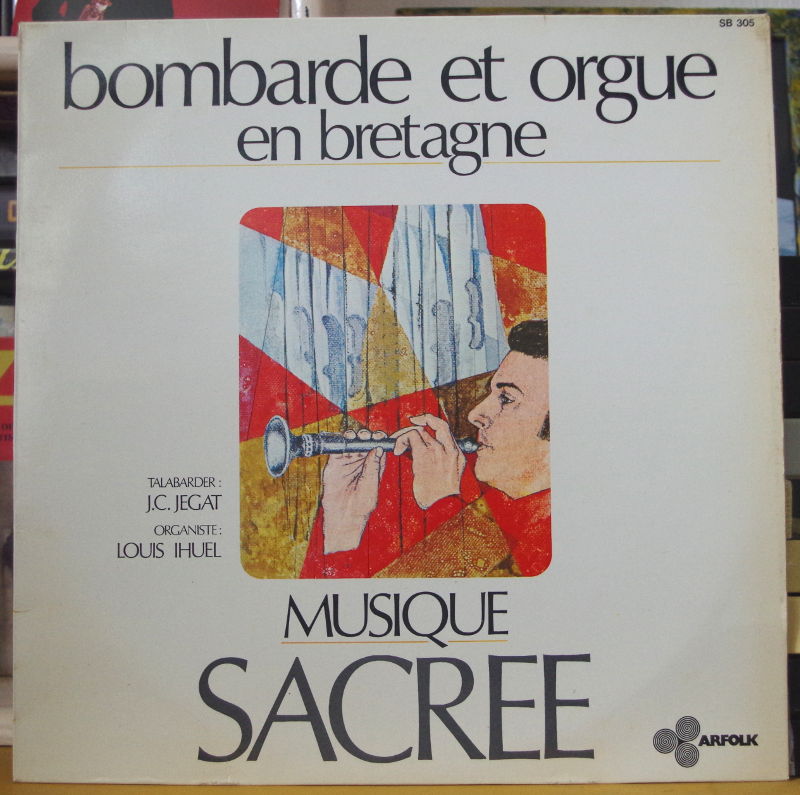 SB 305
bombarde et orgue
en bretagne
TALABARDER :
J.C. JEGAT
ORGANISTE :
LOUIS IHUEL
MUSIQUE
SACREE
ARFOLK